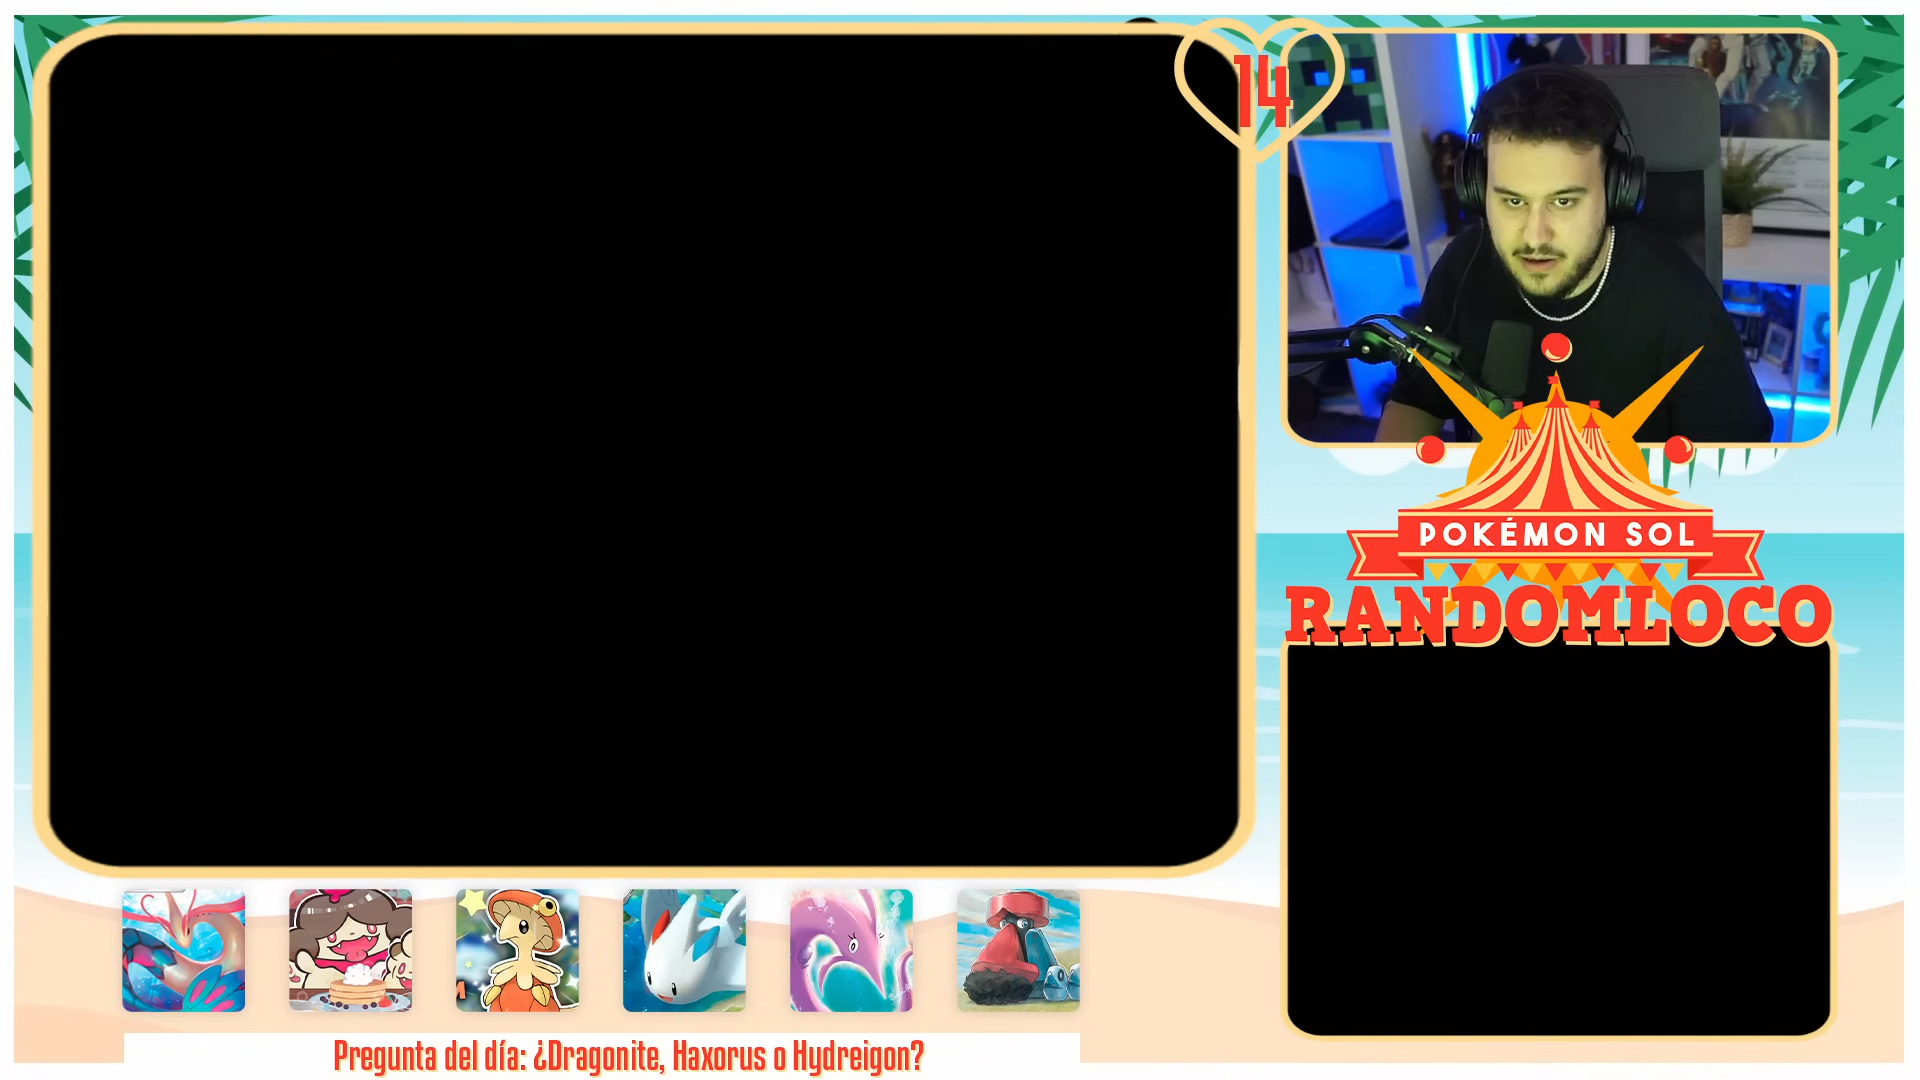 14
POKÉMON SOL
RANDOMLOCO
Pregunta del día: ¿Dragonite, Haxorus o Hydreigon?